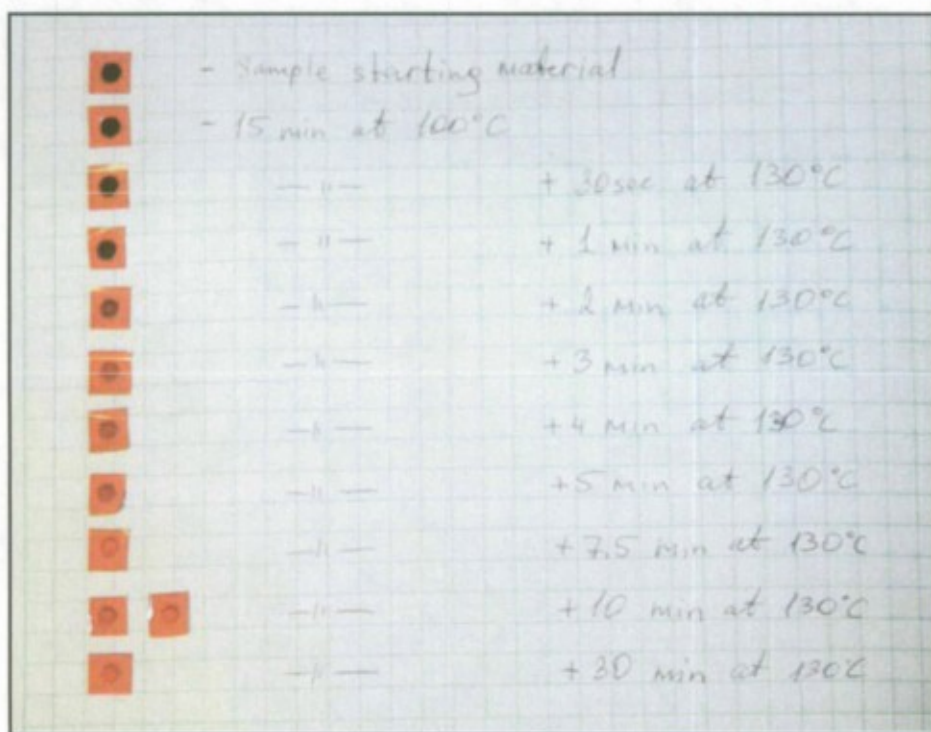 - Sample starting material
- 15 min at 100°C
— " — + 30sec at 130°C
— " — + 1 min at 130°C
— " — + 2 min at 130°C
— " — + 3 min at 130°C
— " — + 4 min at 130°C
— " — + 5 min at 130°C
— " — + 7.5 min at 130°C
— " — + 10 min at 130°C
— " — + 30 min at 130°C